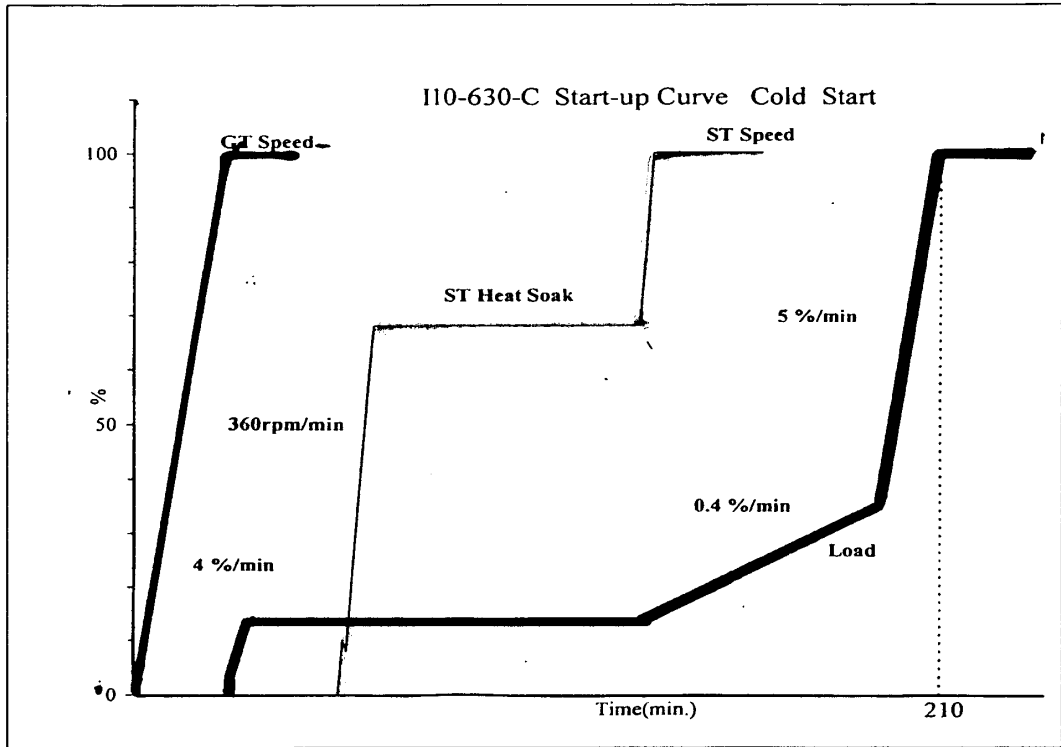 I10-630-C Start-up Curve Cold Start
GT Speed
ST Speed
100
ST Heat Soak
5 %/min
%
50
360rpm/min
0.4 %/min
Load
4 %/min
0
Time(min.)
210